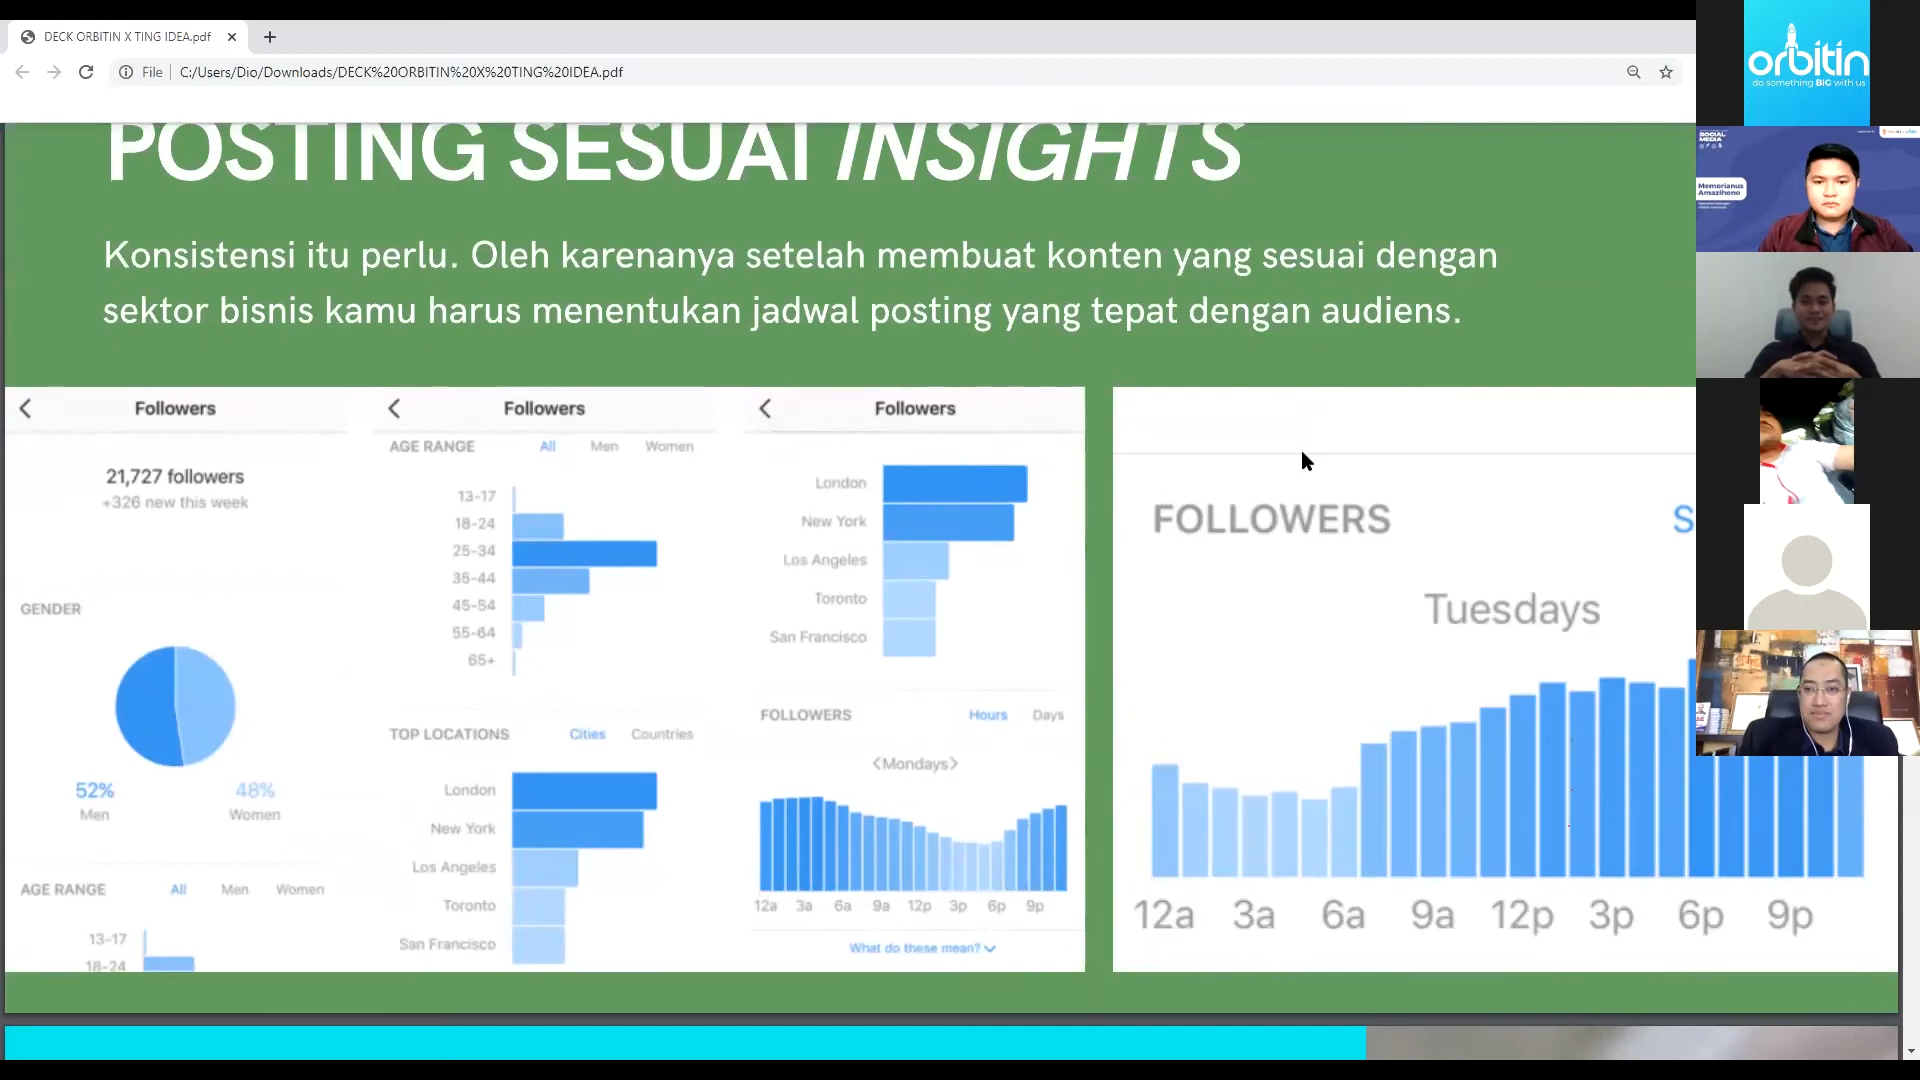 DECK ORBITIN X TING IDEA.pdf
File
C:/Users/Dio/Downloads/DECK%20ORBITIN%20X%20TING%20IDEA.pdf
POSTING SESUAI INSIGHTS
Konsistensi itu perlu. Oleh karenanya setelah membuat konten yang sesuai dengan
sektor bisnis kamu harus menentukan jadwal posting yang tepat dengan audiens.
Followers
21,727 followers
+326 new this week
GENDER
52%
Men
48%
Women
AGE RANGE
All
Men
Women
13-17
18-24
Followers
AGE RANGE
All
Men
Women
13-17
18-24
25-34
35-44
45-54
55-64
65+
TOP LOCATIONS
Cities
Countries
London
New York
Los Angeles
Toronto
San Francisco
Followers
London
New York
Los Angeles
Toronto
San Francisco
FOLLOWERS
Hours
Days
<Mondays>
12a 3a 6a 9a 12p 3p 6p 9p
What do these mean?
FOLLOWERS
S
Tuesdays
12a 3a 6a 9a 12p 3p 6p 9p
orbitin
do something BIG with us
SOCIAL
MEDIA
Memorianus
Amazihono